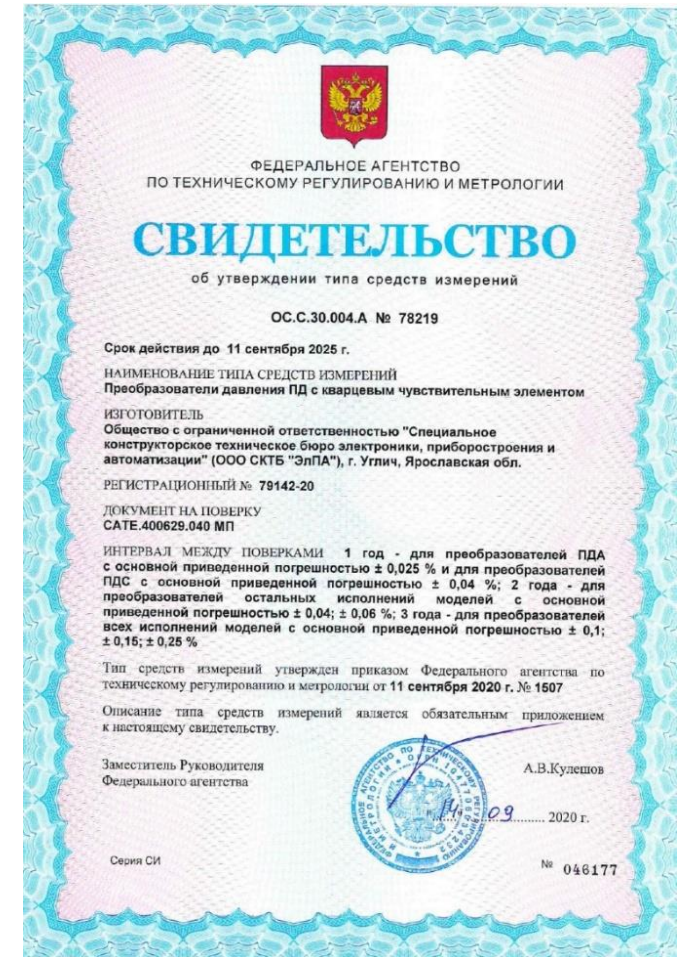 ФЕДЕРАЛЬНОЕ АГЕНТСТВО
ПО ТЕХНИЧЕСКОМУ РЕГУЛИРОВАНИЮ И МЕТРОЛОГИИ
СВИДЕТЕЛЬСТВО
об утверждении типа средств измерений
ОС.С.30.004.А № 78219
Срок действия до 11 сентября 2025 г.
НАИМЕНОВАНИЕ ТИПА СРЕДСТВ ИЗМЕРЕНИЙ
Преобразователи давления ПД с кварцевым чувствительным элементом
ИЗГОТОВИТЕЛЬ
Общество с ограниченной ответственностью "Специальное
конструкторское техническое бюро электроники, приборостроения и
автоматизации" (ООО СКТБ "ЭлПА"), г. Углич, Ярославская обл.
РЕГИСТРАЦИОННЫЙ № 79142-20
ДОКУМЕНТ НА ПОВЕРКУ
САТЕ.400629.040 МП
ИНТЕРВАЛ МЕЖДУ ПОВЕРКАМИ 1 год - для преобразователей ПДА
с основной приведенной погрешностью ± 0,025 % и для преобразователей
ПДС с основной приведенной погрешностью ± 0,04 %; 2 года - для
преобразователей остальных исполнений моделей с основной
приведенной погрешностью ± 0,04; ± 0,06 %; 3 года - для преобразователей
всех исполнений моделей с основной приведенной погрешностью ± 0,1;
± 0,15; ± 0,25 %
Тип средств измерений утвержден приказом Федерального агентства по
техническому регулированию и метрологии от 11 сентября 2020 г. № 1507
Описание типа средств измерений является обязательным приложением
к настоящему свидетельству.
Заместитель Руководителя
Федерального агентства
А.В.Кулешов
"14" 09 2020 г.
Серия СИ
№ 046177